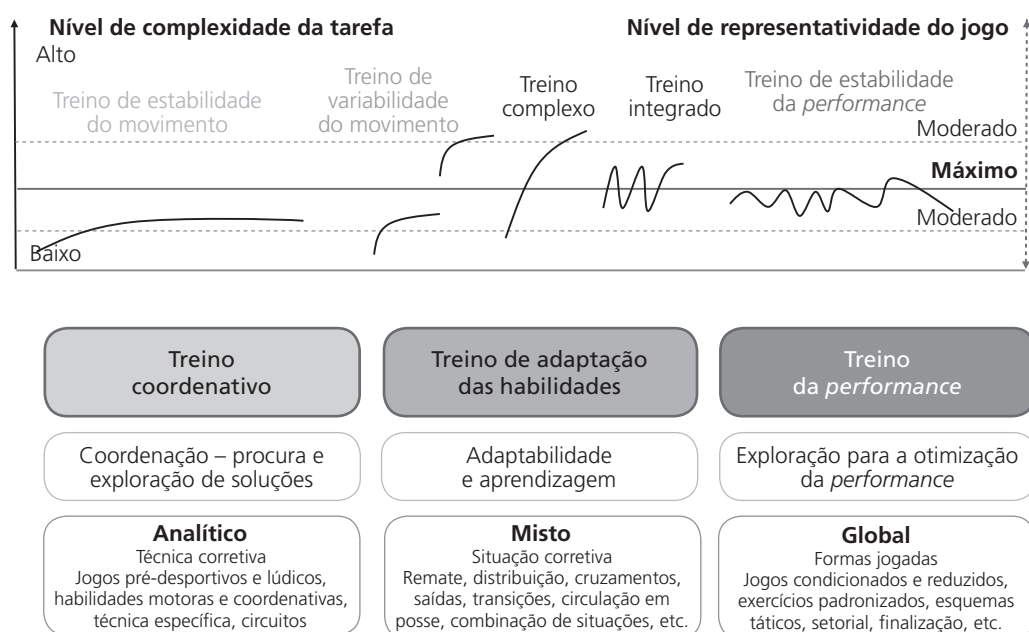 Nível de complexidade da tarefa
Nível de representatividade do jogo
Alto
Treino de estabilidade
do movimento
Treino de
variabilidade
do movimento
Treino
complexo
Treino
integrado
Treino de estabilidade
da performance
Moderado
Máximo
Moderado
Baixo
Treino
coordenativo
Treino de adaptação
das habilidades
Treino
da performance
Coordenação – procura e
exploração de soluções
Adaptabilidade
e aprendizagem
Exploração para a otimização
da performance
Analítico
Técnica corretiva
Jogos pré-desportivos e lúdicos,
habilidades motoras e coordenativas,
técnica específica, circuitos
Misto
Situação corretiva
Remate, distribuição, cruzamentos,
saídas, transições, circulação em
posse, combinação de situações, etc.
Global
Formas jogadas
Jogos condicionados e reduzidos,
exercícios padronizados, esquemas
táticos, setorial, finalização, etc.